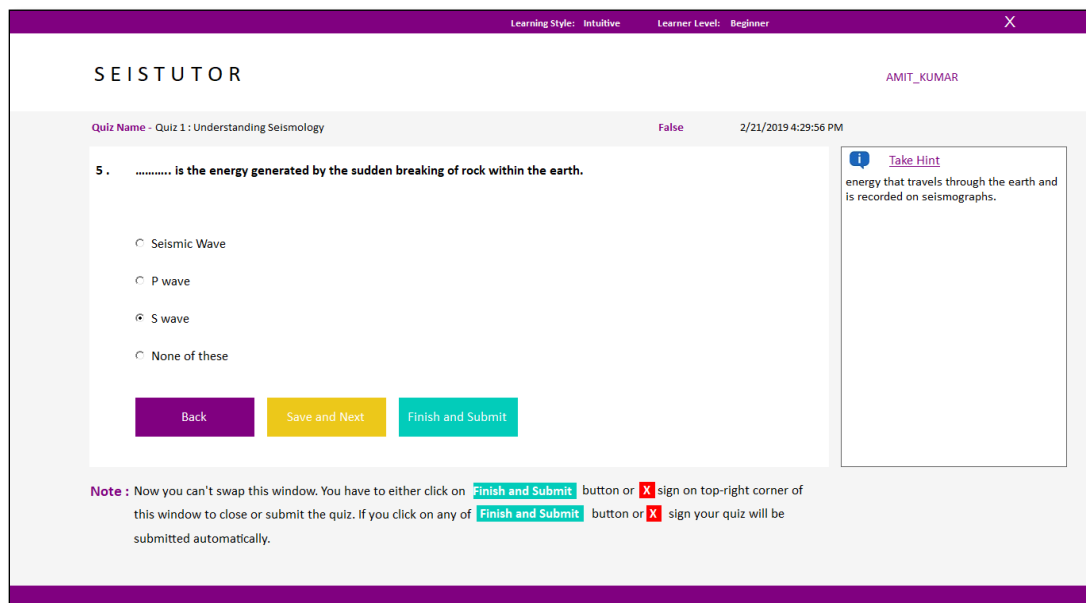 Learning Style: Intuitive Learner Level: Beginner X
SEISTUTOR
AMIT_KUMAR
Quiz Name - Quiz 1 : Understanding Seismology False 2/21/2019 4:29:56 PM
5 . ........... is the energy generated by the sudden breaking of rock within the earth.
Seismic Wave
P wave
S wave
None of these
Back Save and Next Finish and Submit
i Take Hint
energy that travels through the earth and
is recorded on seismographs.
Note : Now you can't swap this window. You have to either click on Finish and Submit button or X sign on top-right corner of
this window to close or submit the quiz. If you click on any of Finish and Submit button or X sign your quiz will be
submitted automatically.